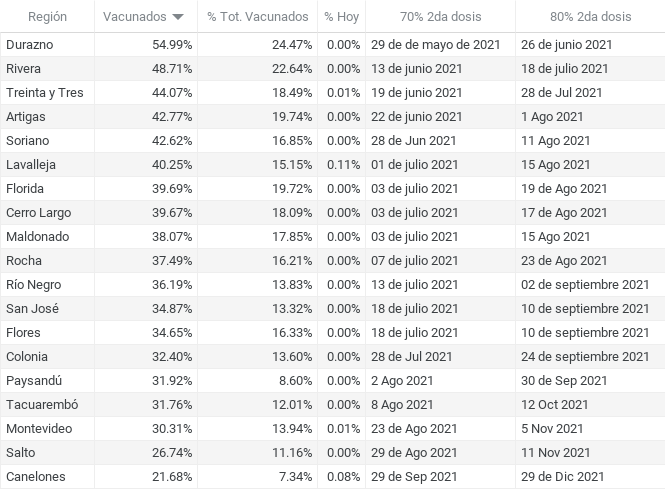 Región Vacunados % Tot. Vacunados % Hoy 70% 2da dosis 80% 2da dosis
Durazno 54.99% 24.47% 0.00% 29 de de mayo de 2021 26 de junio 2021
Rivera 48.71% 22.64% 0.00% 13 de junio 2021 18 de julio 2021
Treinta y Tres 44.07% 18.49% 0.01% 19 de junio 2021 28 de Jul 2021
Artigas 42.77% 19.74% 0.00% 22 de junio 2021 1 Ago 2021
Soriano 42.62% 16.85% 0.00% 28 de Jun 2021 11 Ago 2021
Lavalleja 40.25% 15.15% 0.11% 01 de julio 2021 15 Ago 2021
Florida 39.69% 19.72% 0.00% 03 de julio 2021 19 de Ago 2021
Cerro Largo 39.67% 18.09% 0.00% 03 de julio 2021 17 de Ago 2021
Maldonado 38.07% 17.85% 0.00% 03 de julio 2021 15 Ago 2021
Rocha 37.49% 16.21% 0.00% 07 de julio 2021 23 de Ago 2021
Río Negro 36.19% 13.83% 0.00% 13 de julio 2021 02 de septiembre 2021
San José 34.87% 13.32% 0.00% 18 de julio 2021 10 de septiembre 2021
Flores 34.65% 16.33% 0.00% 18 de julio 2021 10 de septiembre 2021
Colonia 32.40% 13.60% 0.00% 28 de Jul 2021 24 de septiembre 2021
Paysandú 31.92% 8.60% 0.00% 2 Ago 2021 30 de Sep 2021
Tacuarembó 31.76% 12.01% 0.00% 8 Ago 2021 12 Oct 2021
Montevideo 30.31% 13.94% 0.01% 23 de Ago 2021 5 Nov 2021
Salto 26.74% 11.16% 0.00% 29 de Ago 2021 11 Nov 2021
Canelones 21.68% 7.34% 0.08% 29 de Sep 2021 29 de Dic 2021